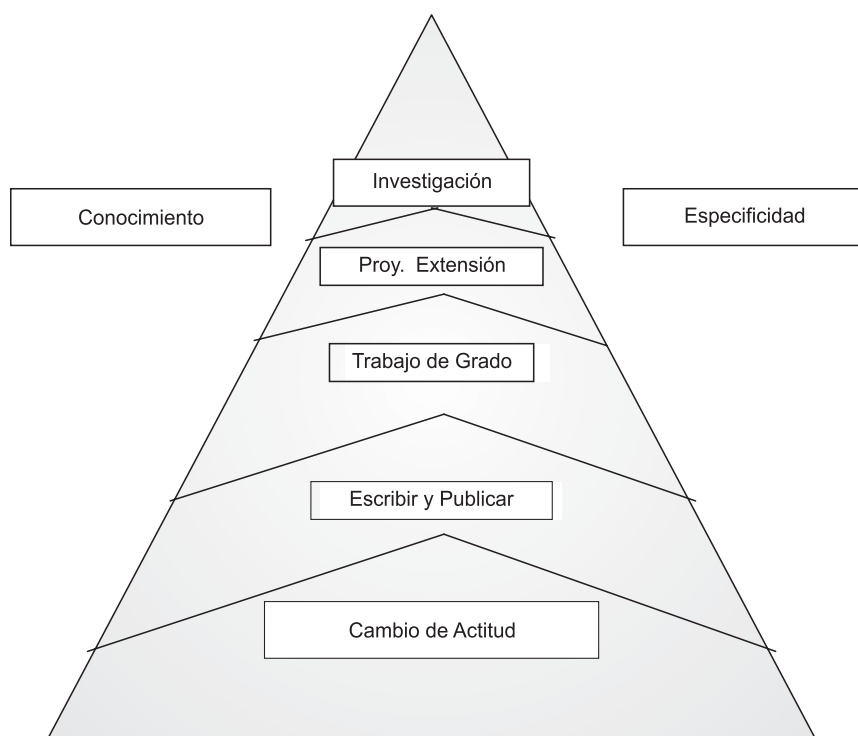 Investigación
Conocimiento
Especificidad
Proy. Extensión
Trabajo de Grado
Escribir y Publicar
Cambio de Actitud